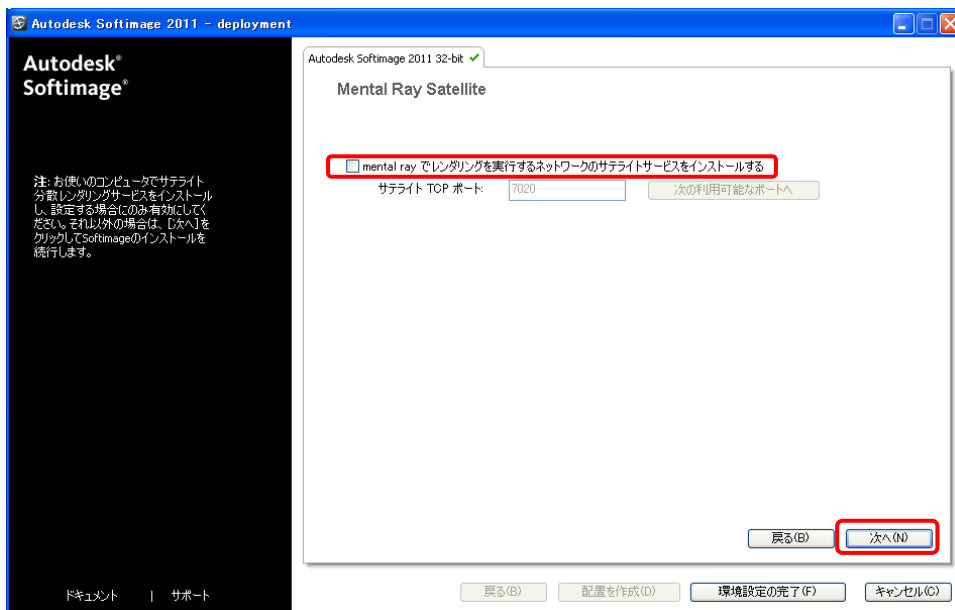 Autodesk Softimage 2011 - deployment
Autodesk®
Softimage®
注: お使いのコンピュータでサテライト
分散レンダリングサービスをインストール
し、設定する場合にのみ有効にしてく
ださい。それ以外の場合は、[次へ]を
クリックしてSoftimageのインストールを
続行します。
ドキュメント | サポート
Autodesk Softimage 2011 32-bit
Mental Ray Satellite
mental ray でレンダリングを実行するネットワークのサテライトサービスをインストールする
サテライト TCP ポート: 7020 次の利用可能なポートへ
戻る(B) 次へ(N)
戻る(B) 配置を作成(D) 環境設定の完了(F) キャンセル(C)